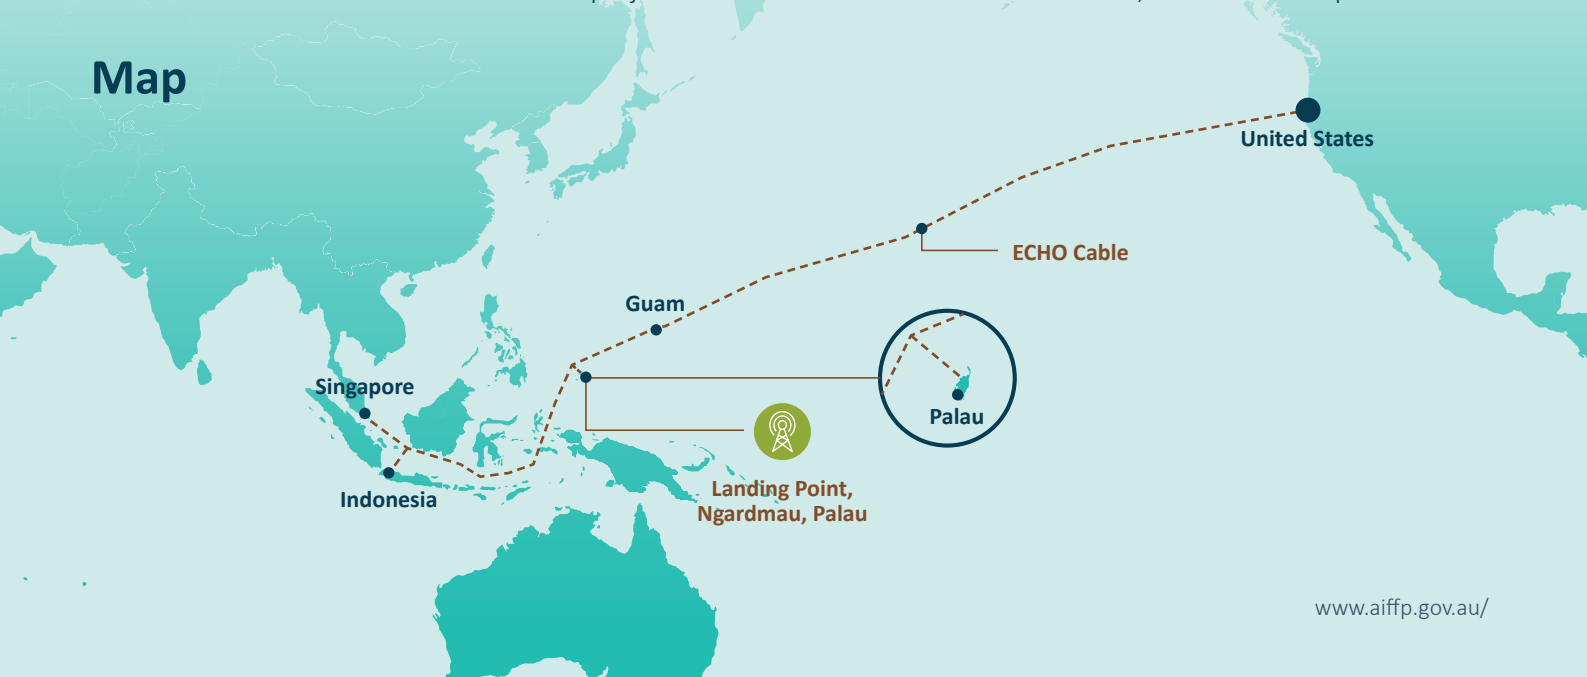 Map
United States
ECHO Cable
Guam
Singapore
Palau
Indonesia
Landing Point,
Ngardmau, Palau
www.aiffp.gov.au/